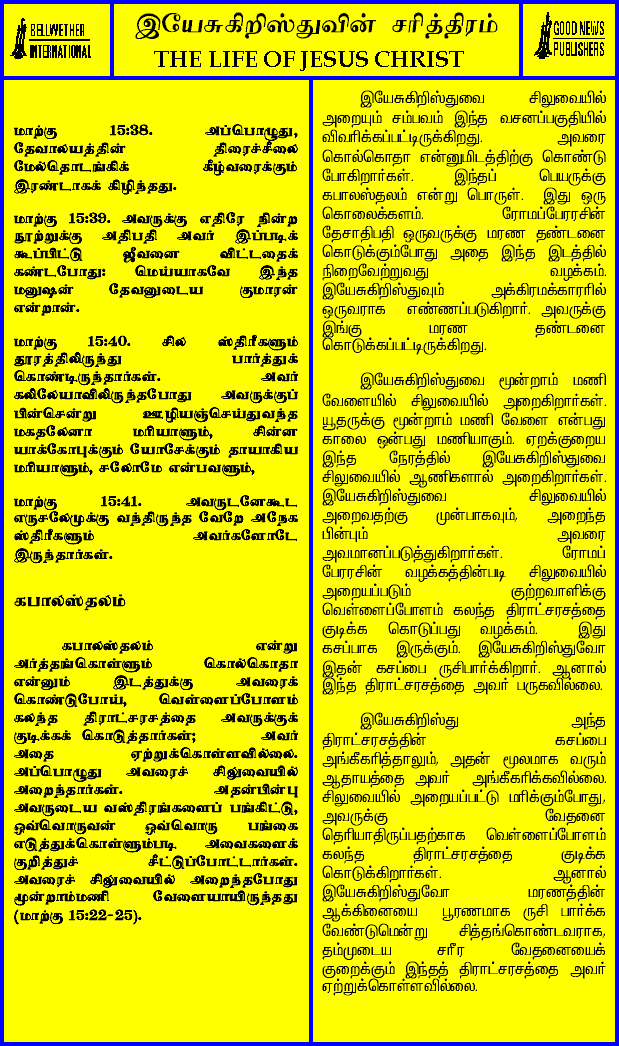 BELLWETHER
INTERNATIONAL
இயேசுகிறிஸ்துவின் சரித்திரம்
THE LIFE OF JESUS CHRIST
GOOD NEWS
PUBLISHERS
மாற்கு 15:38. அப்பொழுது,
தேவாலயத்தின் திரைச்சீலை
மேல்தொடங்கிக் கீழ்வரைக்கும்
இரண்டாகக் கிழிந்தது.
மாற்கு 15:39. அவருக்கு எதிரே நின்ற
நூற்றுக்கு அதிபதி அவர் இப்படிக்
கூப்பிட்டு ஜீவனை விட்டதைக்
கண்டபோது: மெய்யாகவே இந்த
மனுஷன் தேவனுடைய குமாரன்
என்றான்.
மாற்கு 15:40. சில ஸ்திரீகளும்
தூரத்திலிருந்து பார்த்துக்
கொண்டிருந்தார்கள். அவர்
கலிலேயாவிலிருந்தபோது அவருக்குப்
பின்சென்று ஊழியஞ்செய்துவந்த
மகதலேனா மரியாளும், சின்ன
யாக்கோபுக்கும் யோசேக்கும் தாயாகிய
மரியாளும், சலோமே என்பவளும்,
மாற்கு 15:41. அவருடனேகூட
எருசலேமுக்கு வந்திருந்த வேறே அநேக
ஸ்திரீகளும் அவர்களோடே
இருந்தார்கள்.
கபாலஸ்தலம்
கபாலஸ்தலம் என்று
அர்த்தங்கொள்ளும் கொல்கொதா
என்னும் இடத்துக்கு அவரைக்
கொண்டுபோய், வெள்ளைப்போளம்
கலந்த திராட்சரசத்தை அவருக்குக்
குடிக்கக் கொடுத்தார்கள்; அவர்
அதை ஏற்றுக்கொள்ளவில்லை.
அப்பொழுது அவரைச் சிலுவையில்
அறைந்தார்கள். அதன்பின்பு
அவருடைய வஸ்திரங்களைப் பங்கிட்டு,
ஒவ்வொருவன் ஒவ்வொரு பங்கை
எடுத்துக்கொள்ளும்படி அவைகளைக்
குறித்துச் சீட்டுப்போட்டார்கள்.
அவரைச் சிலுவையில் அறைந்தபோது
மூன்றாம்மணி வேளையாயிருந்தது
(மாற்கு 15:22-25).
இயேசுகிறிஸ்துவை சிலுவையில்
அறையும் சம்பவம் இந்த வசனப்பகுதியில்
விவரிக்கப்பட்டிருக்கிறது. அவரை
கொல்கொதா என்னுமிடத்திற்கு கொண்டு
போகிறார்கள். இந்தப் பெயருக்கு
கபாலஸ்தலம் என்று பொருள். இது ஒரு
கொலைக்களம். ரோமப்பேரரசின்
தேசாதிபதி ஒருவருக்கு மரண தண்டனை
கொடுக்கும்போது அதை இந்த இடத்தில்
நிறைவேற்றுவது வழக்கம்.
இயேசுகிறிஸ்துவும் அக்கிரமக்காரரில்
ஒருவராக எண்ணப்படுகிறார். அவருக்கு
இங்கு மரண தண்டனை
கொடுக்கப்பட்டிருக்கிறது.
இயேசுகிறிஸ்துவை மூன்றாம் மணி
வேளையில் சிலுவையில் அறைகிறார்கள்.
யூதருக்கு மூன்றாம் மணி வேளை என்பது
காலை ஒன்பது மணியாகும். ஏறக்குறைய
இந்த நேரத்தில் இயேசுகிறிஸ்துவை
சிலுவையில் ஆணிகளால் அறைகிறார்கள்.
இயேசுகிறிஸ்துவை சிலுவையில்
அறைவதற்கு முன்பாகவும், அறைந்த
பின்பும் அவரை
அவமானப்படுத்துகிறார்கள். ரோமப்
பேரரசின் வழக்கத்தின்படி சிலுவையில்
அறையப்படும் குற்றவாளிக்கு
வெள்ளைப்போளம் கலந்த திராட்சரசத்தை
குடிக்க கொடுப்பது வழக்கம். இது
கசப்பாக இருக்கும். இயேசுகிறிஸ்துவோ
இதன் கசப்பை ருசிபார்க்கிறார். ஆனால்
இந்த திராட்சரசத்தை அவர் பருகவில்லை.
இயேசுகிறிஸ்து அந்த
திராட்சரசத்தின் கசப்பை
அங்கீகரித்தாலும், அதன் மூலமாக வரும்
ஆதாயத்தை அவர் அங்கீகரிக்கவில்லை.
சிலுவையில் அறையப்பட்டு மரிக்கும்போது,
அவருக்கு வேதனை
தெரியாதிருப்பதற்காக வெள்ளைப்போளம்
கலந்த திராட்சரசத்தை குடிக்க
கொடுக்கிறார்கள். ஆனால்
இயேசுகிறிஸ்துவோ மரணத்தின்
ஆக்கினையை பூரணமாக ருசி பார்க்க
வேண்டுமென்று சித்தங்கொண்டவராக,
தம்முடைய சரீர வேதனையைக்
குறைக்கும் இந்தத் திராட்சரசத்தை அவர்
ஏற்றுக்கொள்ளவில்லை.